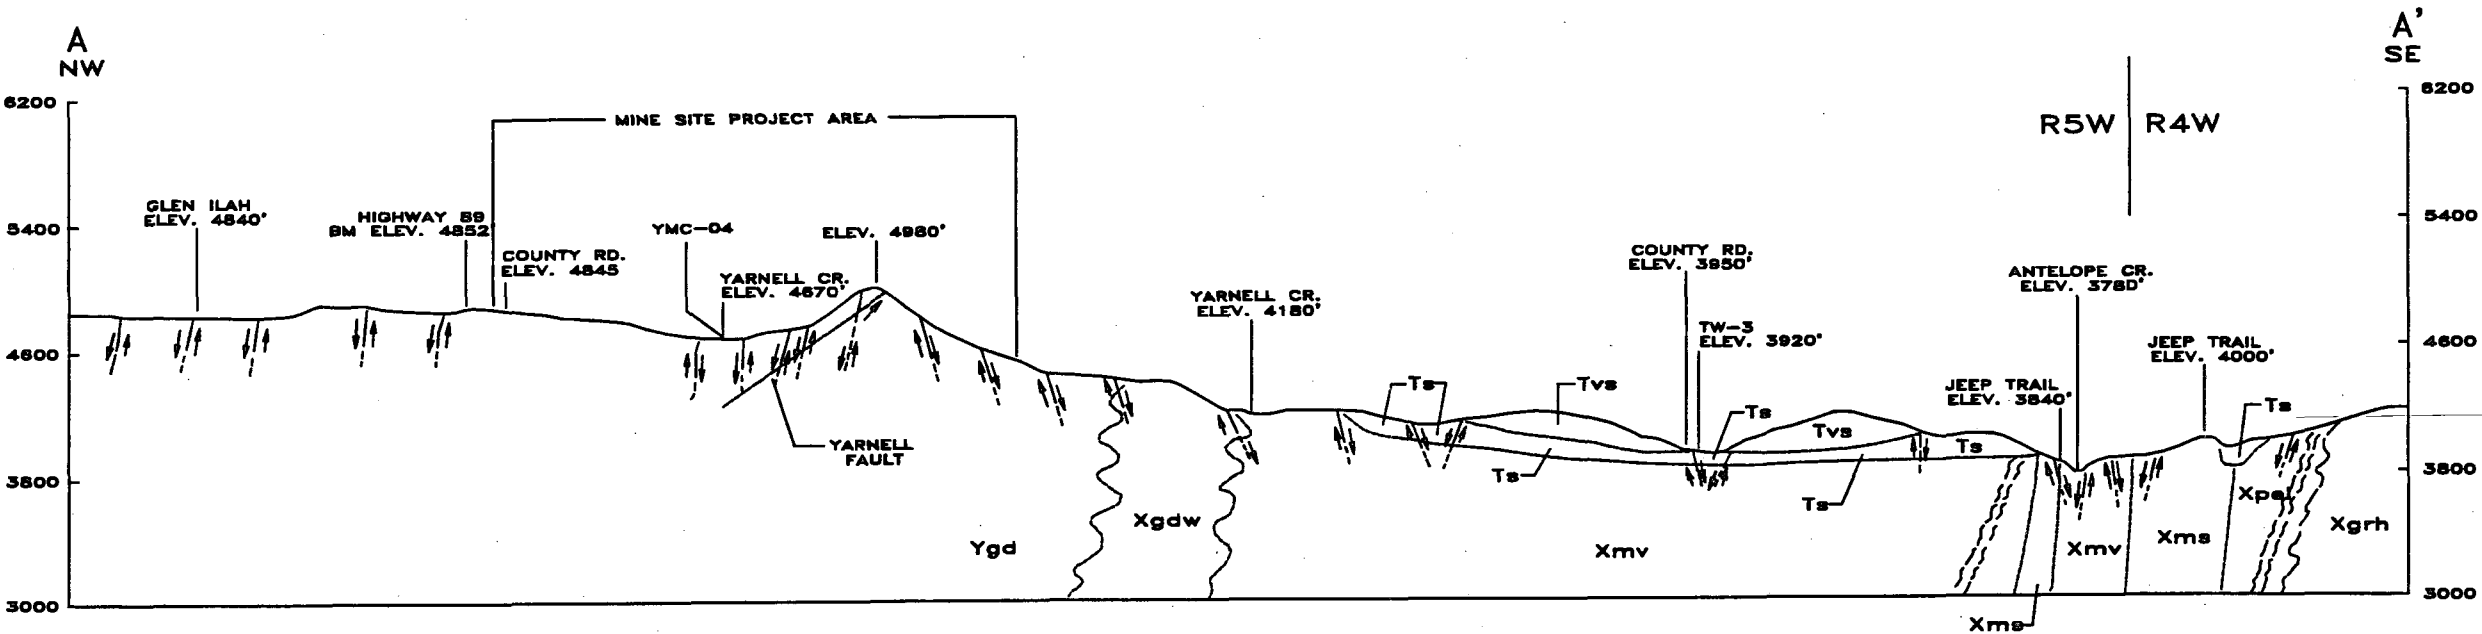 A
NW
A'
SE
6200
5400
4600
3800
3000
6200
5400
4600
3800
3000
MINE SITE PROJECT AREA
R5W
R4W
GLEN ILAH
ELEV. 4840'
HIGHWAY 89
BM ELEV. 4852'
COUNTY RD.
ELEV. 4845
YMC-04
YARNELL CR.
ELEV. 4670'
ELEV. 4980'
YARNELL
FAULT
YARNELL CR.
ELEV. 4180'
COUNTY RD.
ELEV. 3950'
TW-3
ELEV. 3920'
ANTELOPE CR.
ELEV. 3780'
JEEP TRAIL
ELEV. 3840'
JEEP TRAIL
ELEV. 4000'
Ts
Tvs
Ts
Tvs
Ts
Ts
Ts
Ts
Ygd
Xgdw
Xmv
Xmv
Xms
Xpel
Xgrh
Xms